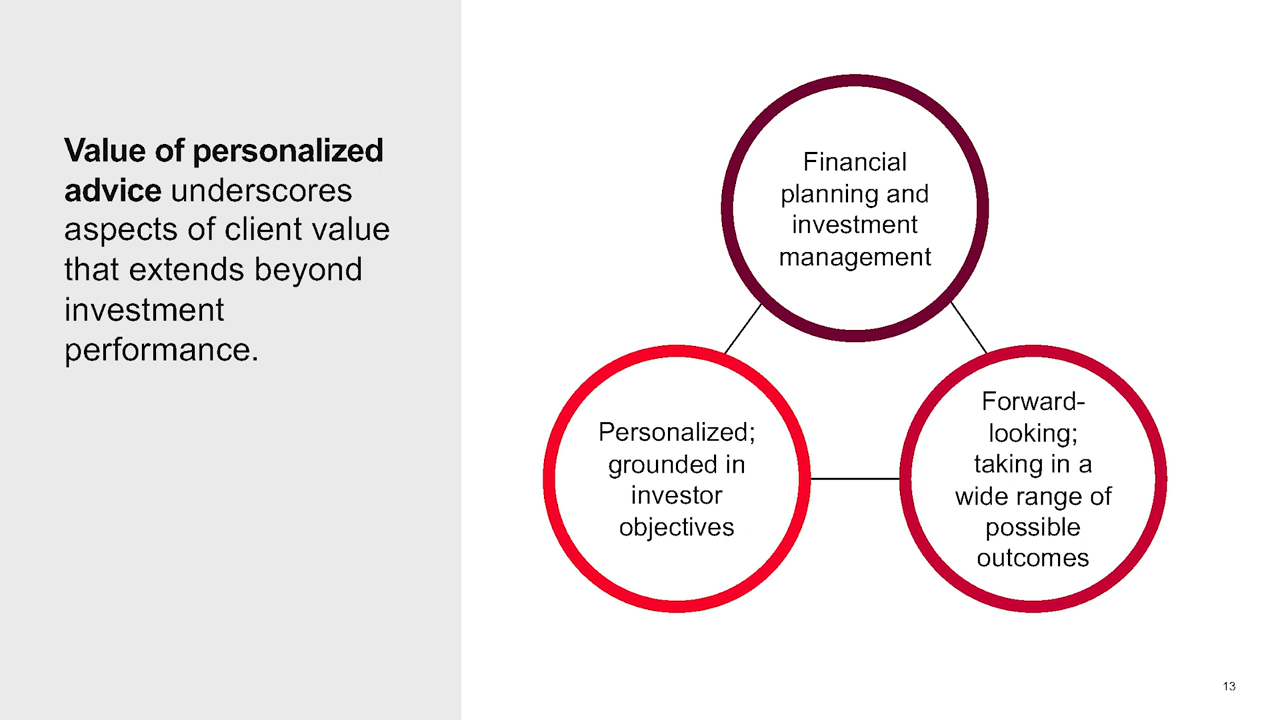 Value of personalized
advice underscores
aspects of client value
that extends beyond
investment
performance.
Financial
planning and
investment
management
Personalized;
grounded in
investor
objectives
Forward-
looking;
taking in a
wide range of
possible
outcomes
13